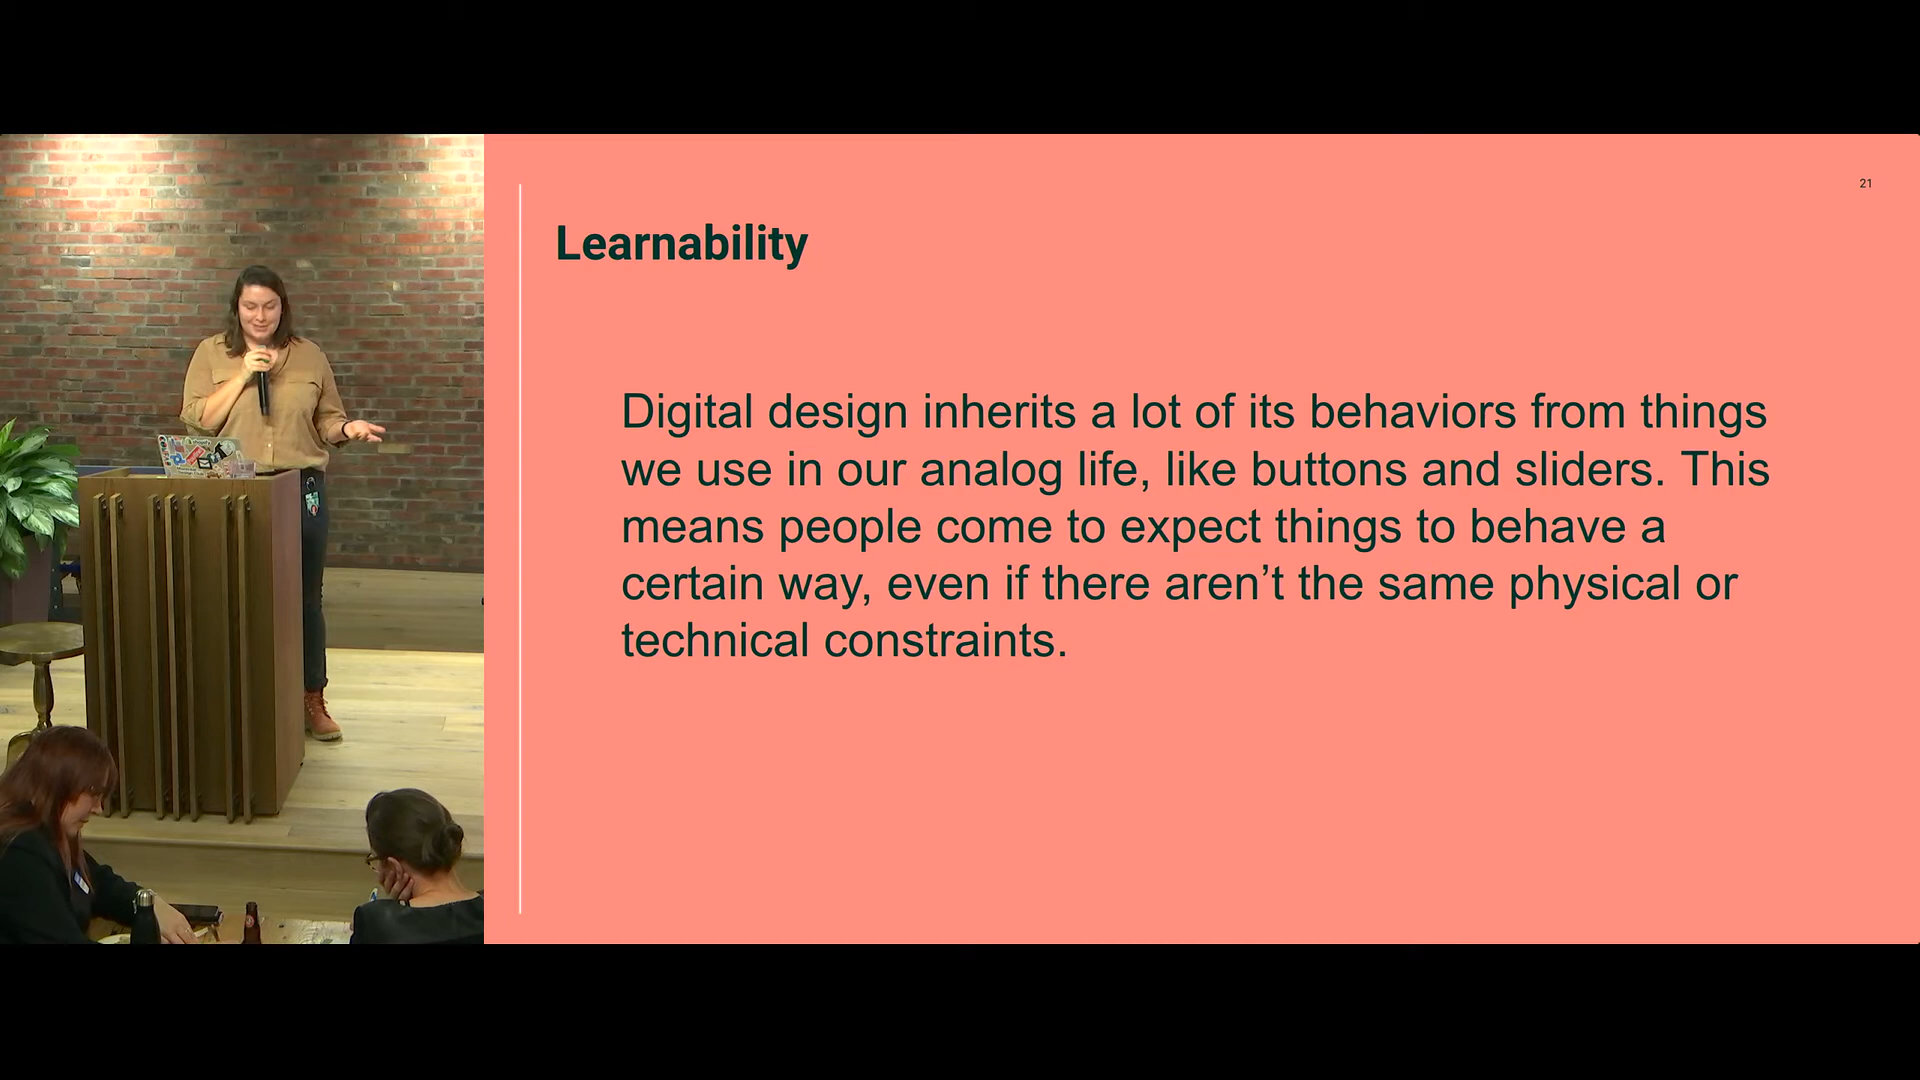 21
Learnability
Digital design inherits a lot of its behaviors from things
we use in our analog life, like buttons and sliders. This
means people come to expect things to behave a
certain way, even if there aren’t the same physical or
technical constraints.